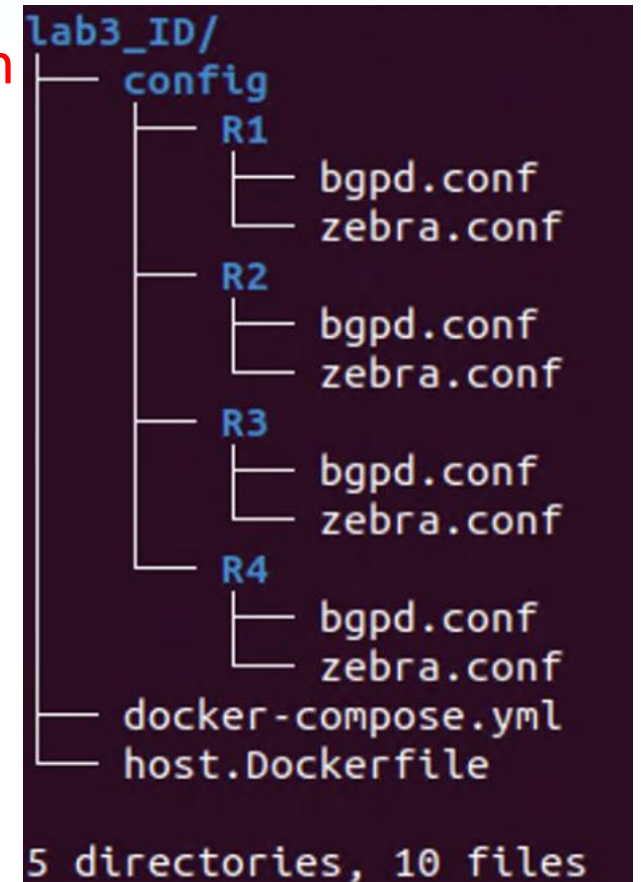 lab3_ID/
config
R1
bgpd.conf
zebra.conf
R2
bgpd.conf
zebra.conf
R3
bgpd.conf
zebra.conf
R4
bgpd.conf
zebra.conf
docker-compose.yml
host.Dockerfile
5 directories, 10 files